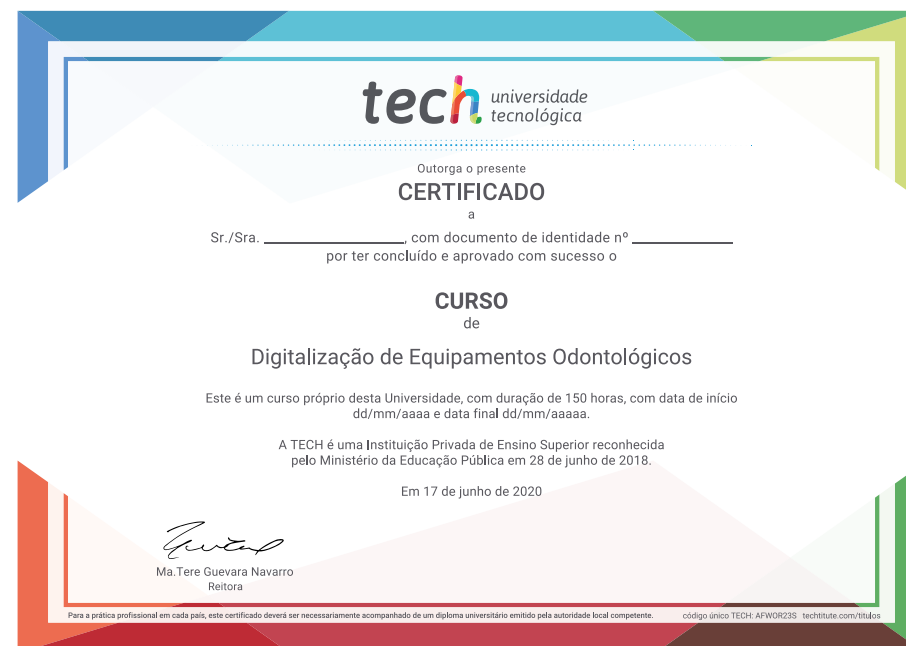 tech universidade
tecnológica
Outorga o presente
CERTIFICADO
a
Sr./Sra. ____________________, com documento de identidade nº ______________
por ter concluído e aprovado com sucesso o
CURSO
de
Digitalização de Equipamentos Odontológicos
Este é um curso próprio desta Universidade, com duração de 150 horas, com data de início
dd/mm/aaaa e data final dd/mm/aaaaa.
A TECH é uma Instituição Privada de Ensino Superior reconhecida
pelo Ministério da Educação Pública em 28 de junho de 2018.
Em 17 de junho de 2020
Ma.Tere Guevara Navarro
Reitora
Para a prática profissional em cada país, este certificado deverá ser necessariamente acompanhado de um diploma universitário emitido pela autoridade local competente. código único TECH: AFWOR23S techtitute.com/titulos